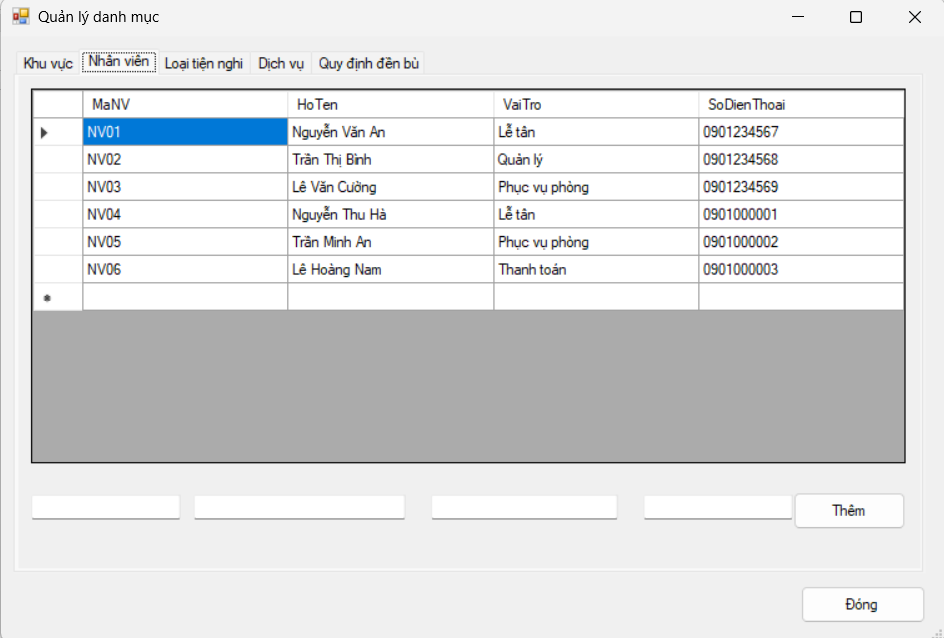 Quản lý danh mục
Khu vực Nhân viên Loại tiện nghi Dịch vụ Quy định đền bù
MaNV HoTen VaiTro SoDienThoai
NV01 Nguyễn Văn An Lễ tân 0901234567
NV02 Trần Thị Bình Quản lý 0901234568
NV03 Lê Văn Cường Phục vụ phòng 0901234569
NV04 Nguyễn Thu Hà Lễ tân 0901000001
NV05 Trần Minh An Phục vụ phòng 0901000002
NV06 Lê Hoàng Nam Thanh toán 0901000003
Thêm
Đóng